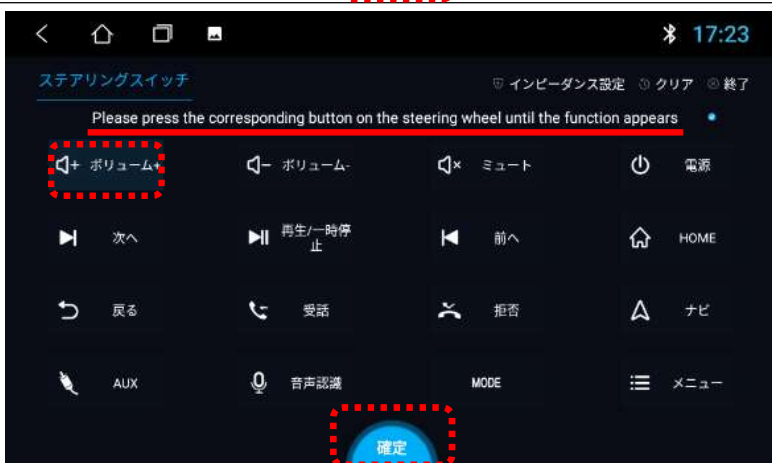 17:23
ステアリングスイッチ
インピーダンス設定 クリア 終了
Please press the corresponding button on the steering wheel until the function appears
ボリューム+ ボリューム- ミュート 電源
次へ 再生/一時停
止 前へ HOME
戻る 受話 拒否 ナビ
AUX 音声認識 MODE メニュー
確定